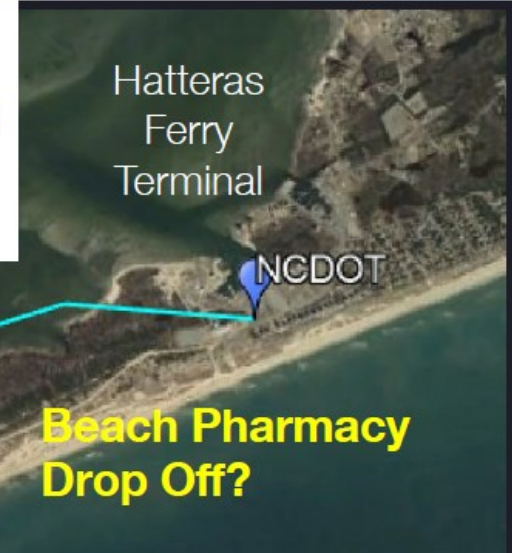 Hatteras
Ferry
Terminal
NCDOT
Beach Pharmacy
Drop Off?